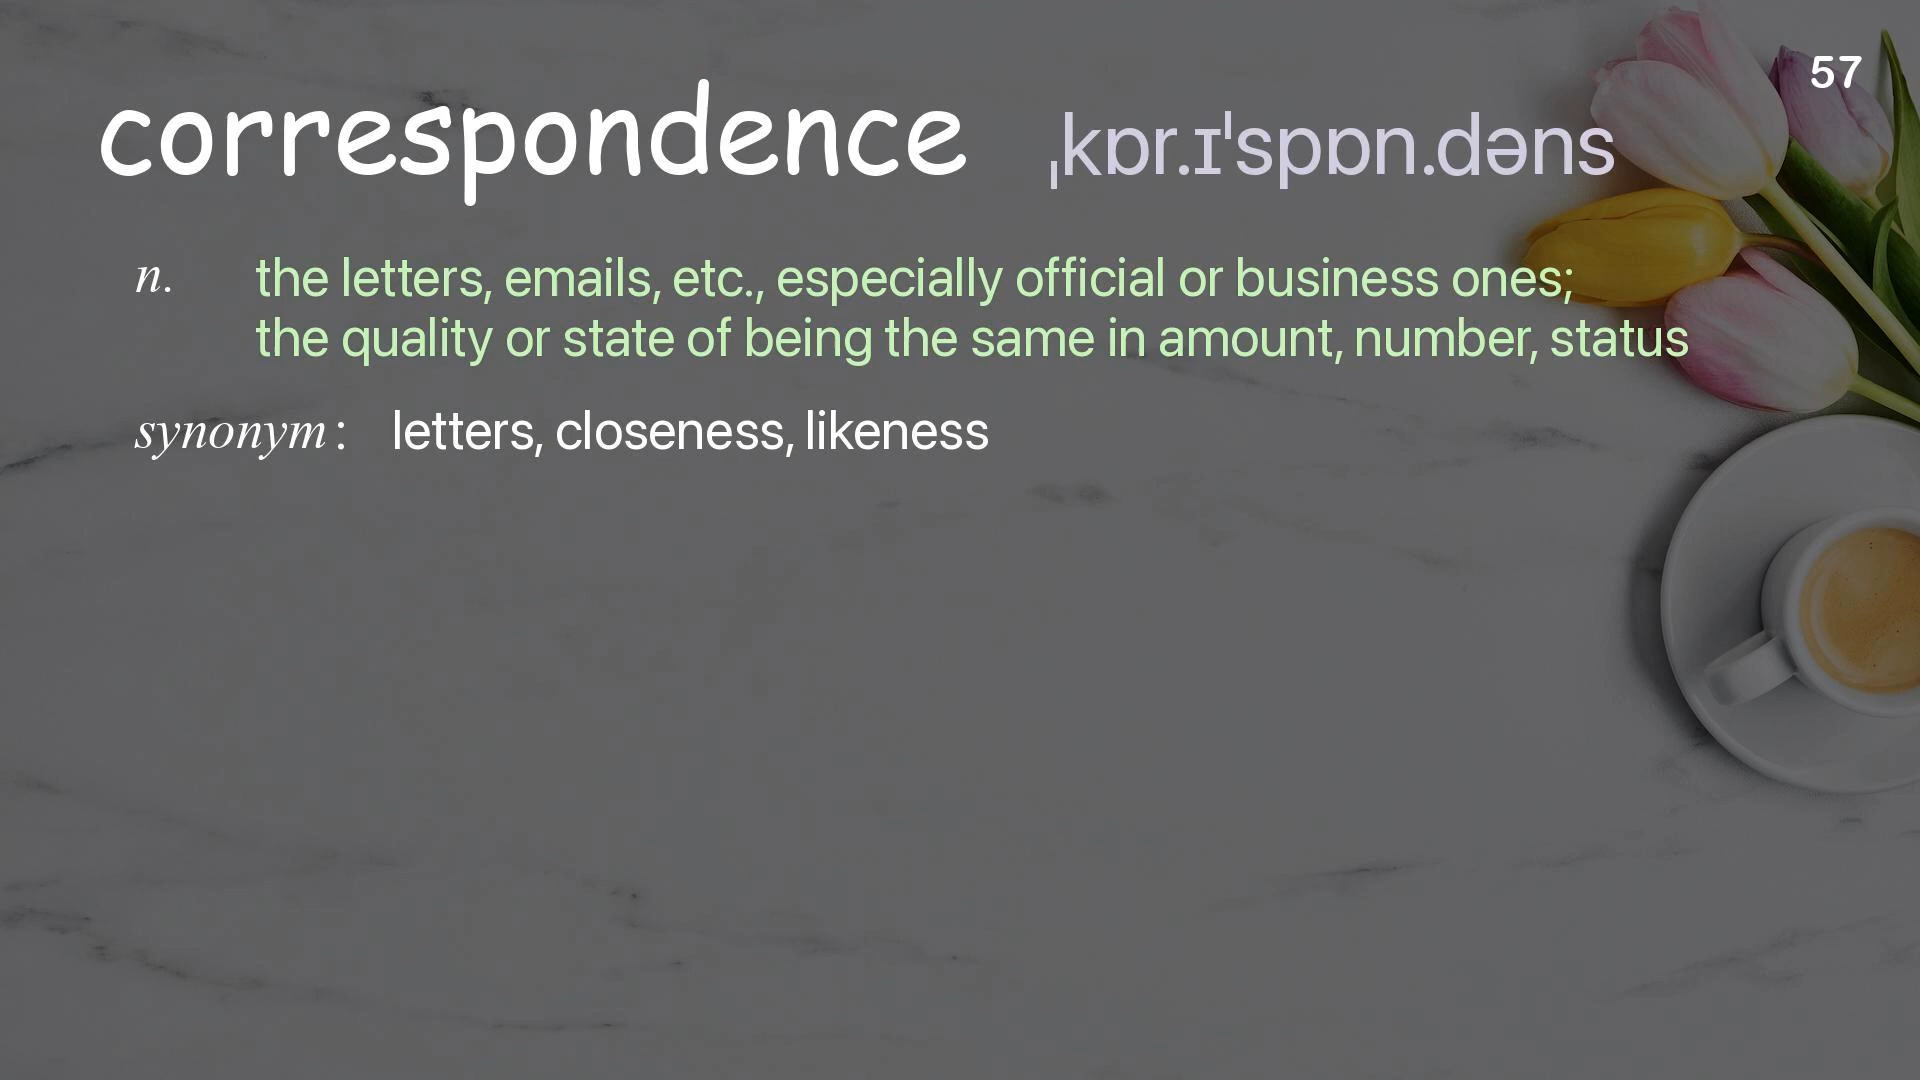 57
correspondence ˌkɒr.ɪˈspɒn.dəns
n. the letters, emails, etc., especially official or business ones;
the quality or state of being the same in amount, number, status
synonym: letters, closeness, likeness